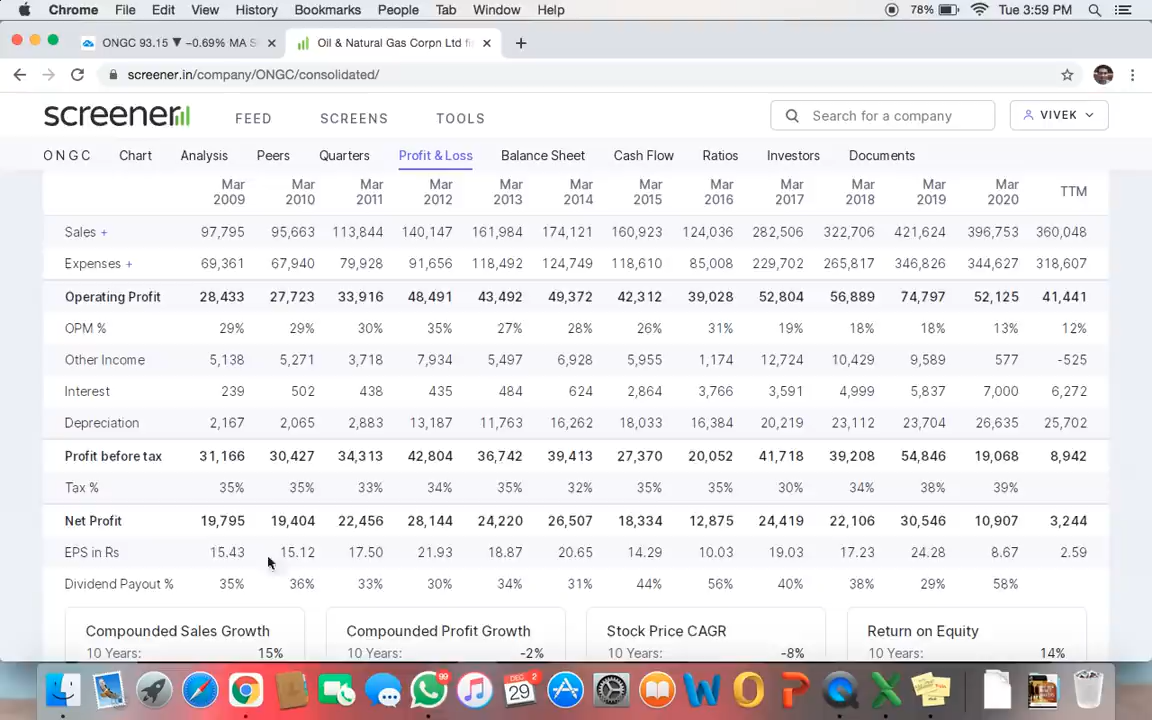 Chrome File Edit View History Bookmarks People Tab Window Help 78% Tue 3:59 PM
ONGC 93.15 ▼ −0.69% MA S × Oil & Natural Gas Corpn Ltd fi × +
screener.in/company/ONGC/consolidated/
screener FEED SCREENS TOOLS Search for a company VIVEK
ONGC Chart Analysis Peers Quarters Profit & Loss Balance Sheet Cash Flow Ratios Investors Documents
Mar 2009 Mar 2010 Mar 2011 Mar 2012 Mar 2013 Mar 2014 Mar 2015 Mar 2016 Mar 2017 Mar 2018 Mar 2019 Mar 2020 TTM
Sales + 97,795 95,663 113,844 140,147 161,984 174,121 160,923 124,036 282,506 322,706 421,624 396,753 360,048
Expenses + 69,361 67,940 79,928 91,656 118,492 124,749 118,610 85,008 229,702 265,817 346,826 344,627 318,607
Operating Profit 28,433 27,723 33,916 48,491 43,492 49,372 42,312 39,028 52,804 56,889 74,797 52,125 41,441
OPM % 29% 29% 30% 35% 27% 28% 26% 31% 19% 18% 18% 13% 12%
Other Income 5,138 5,271 3,718 7,934 5,497 6,928 5,955 1,174 12,724 10,429 9,589 577 -525
Interest 239 502 438 435 484 624 2,864 3,766 3,591 4,999 5,837 7,000 6,272
Depreciation 2,167 2,065 2,883 13,187 11,763 16,262 18,033 16,384 20,219 23,112 23,704 26,635 25,702
Profit before tax 31,166 30,427 34,313 42,804 36,742 39,413 27,370 20,052 41,718 39,208 54,846 19,068 8,942
Tax % 35% 35% 33% 34% 35% 32% 35% 35% 30% 34% 38% 39%
Net Profit 19,795 19,404 22,456 28,144 24,220 26,507 18,334 12,875 24,419 22,106 30,546 10,907 3,244
EPS in Rs 15.43 15.12 17.50 21.93 18.87 20.65 14.29 10.03 19.03 17.23 24.28 8.67 2.59
Dividend Payout % 35% 36% 33% 30% 34% 31% 44% 56% 40% 38% 29% 58%
Compounded Sales Growth Compounded Profit Growth Stock Price CAGR Return on Equity
10 Years: 15% 10 Years: -2% 10 Years: -8% 10 Years: 14%
99 DEC 29 2